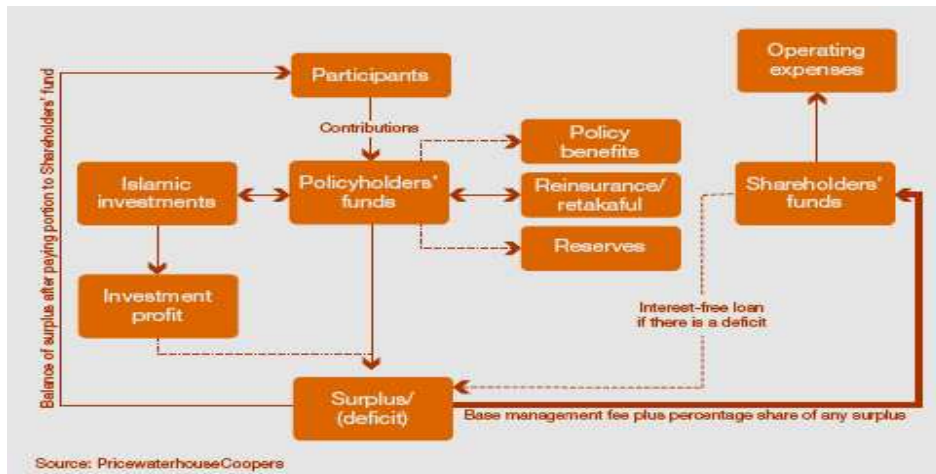 Operating
expenses
Participants
Contributions
Policy
benefits
Islamic
investments
Policyholders'
funds
Reinsurance/
retakaful
Shareholders'
funds
Reserves
Investment
profit
Interest-free loan
if there is a deficit
Balance of surplus after paying portion to Shareholders' fund
Surplus/
(deficit)
Base management fee plus percentage share of any surplus
Source: PricewaterhouseCoopers